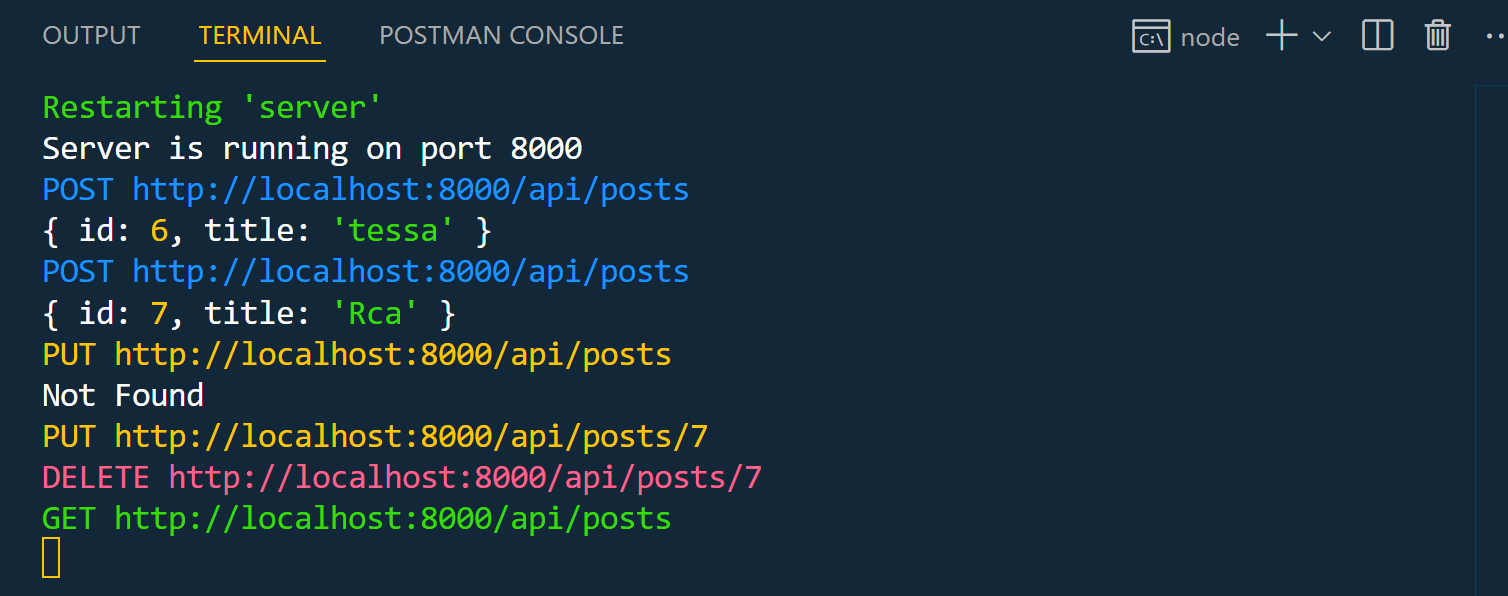 OUTPUT TERMINAL POSTMAN CONSOLE C:\ node
Restarting 'server'
Server is running on port 8000
POST http://localhost:8000/api/posts
{ id: 6, title: 'tessa' }
POST http://localhost:8000/api/posts
{ id: 7, title: 'Rca' }
PUT http://localhost:8000/api/posts
Not Found
PUT http://localhost:8000/api/posts/7
DELETE http://localhost:8000/api/posts/7
GET http://localhost:8000/api/posts